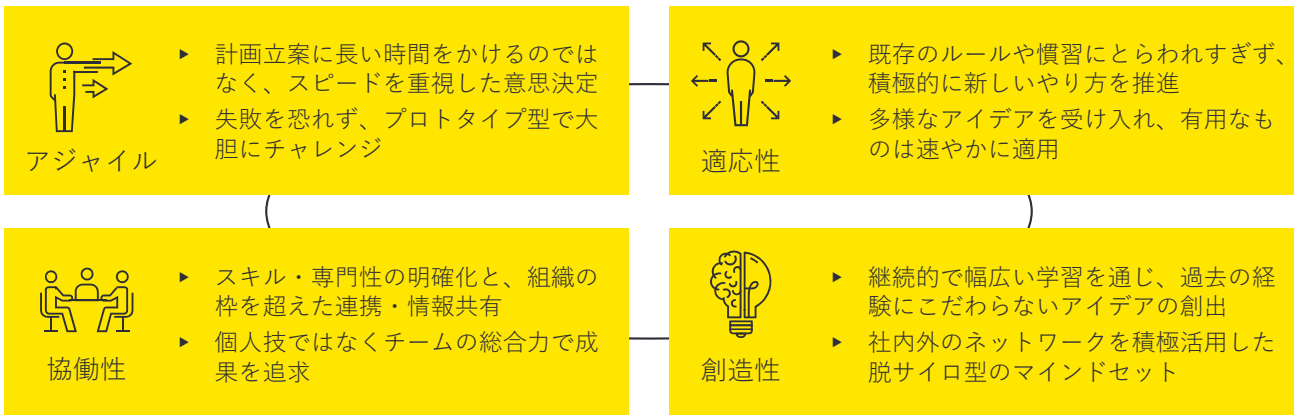 アジャイル
▶ 計画立案に長い時間をかけるのでは
なく、スピードを重視した意思決定
▶ 失敗を恐れず、プロトタイプ型で大
胆にチャレンジ
適応性
▶ 既存のルールや慣習にとらわれすぎず、
積極的に新しいやり方を推進
▶ 多様なアイデアを受け入れ、有用なも
のは速やかに適用
協働性
▶ スキル・専門性の明確化と、組織の
枠を超えた連携・情報共有
▶ 個人技ではなくチームの総合力で成
果を追求
創造性
▶ 継続的で幅広い学習を通じ、過去の経
験にこだわらないアイデアの創出
▶ 社内外のネットワークを積極活用した
脱サイロ型のマインドセット